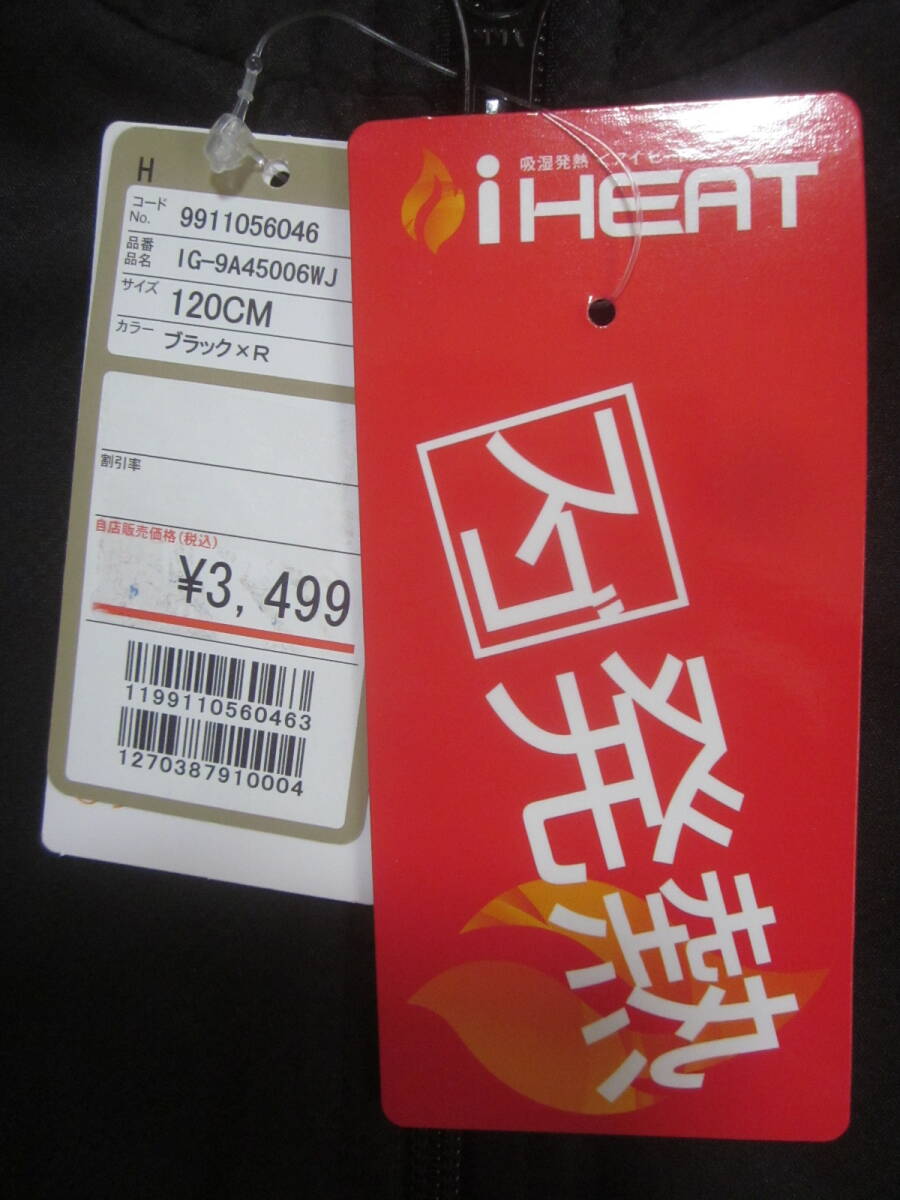 H
コード No. 9911056046
品番 品名 IG-9A45006WJ
サイズ 120CM
カラー ブラック×R
割引率
自店販売価格(税込)
¥3,499
1199110560463
1270387910004
吸湿発熱
iHEAT
スゴ
発熱